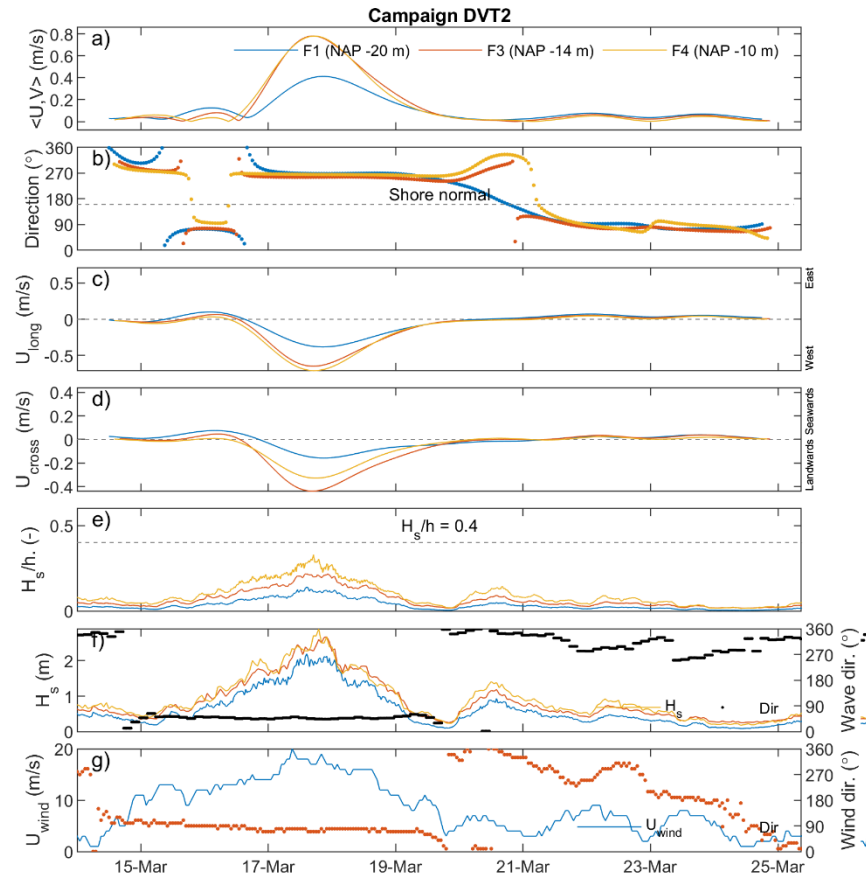 Campaign DVT2
a)
<U,V> (m/s)
0.8
0.6
0.4
0.2
0
F1 (NAP -20 m)
F3 (NAP -14 m)
F4 (NAP -10 m)
b)
Direction (°)
360
270
180
90
0
Shore normal
c)
U_long (m/s)
0.5
0
-0.5
East
West
d)
U_cross (m/s)
0.4
0.2
0
-0.2
-0.4
Seawards
Landwards
e)
H_s/h. (-)
0.5
0
H_s/h = 0.4
f)
H_s (m)
2
1
0
H_s
Dir
360
270
180
90
0
Wave dir. (°)
g)
U_wind (m/s)
20
10
0
U_wind
Dir
360
270
180
90
0
Wind dir. (°)
15-Mar
17-Mar
19-Mar
21-Mar
23-Mar
25-Mar